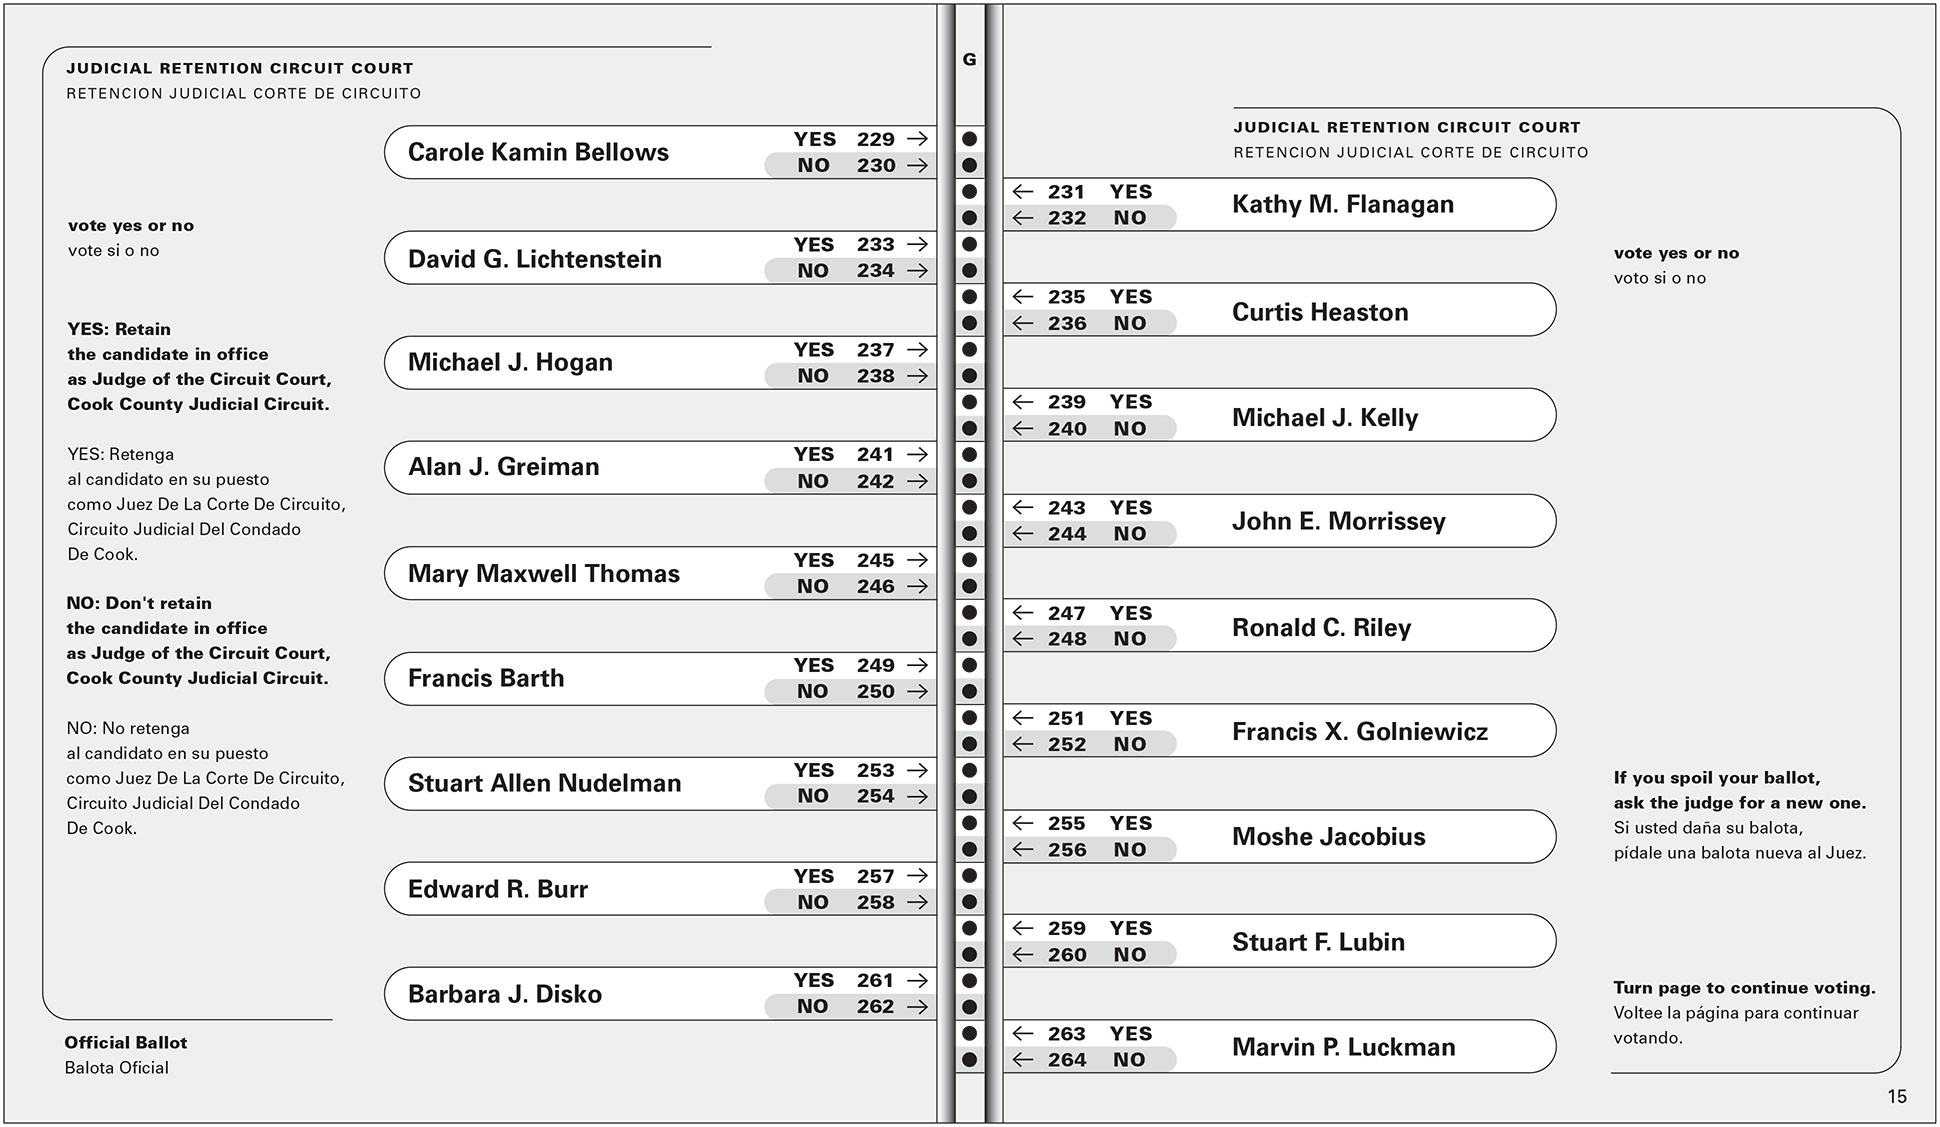 JUDICIAL RETENTION CIRCUIT COURT
RETENCION JUDICIAL CORTE DE CIRCUITO
vote yes or no
vote si o no
YES: Retain
the candidate in office
as Judge of the Circuit Court,
Cook County Judicial Circuit.
YES: Retenga
al candidato en su puesto
como Juez De La Corte De Circuito,
Circuito Judicial Del Condado
De Cook.
NO: Don't retain
the candidate in office
as Judge of the Circuit Court,
Cook County Judicial Circuit.
NO: No retenga
al candidato en su puesto
como Juez De La Corte De Circuito,
Circuito Judicial Del Condado
De Cook.
Official Ballot
Balota Oficial
Carole Kamin Bellows
YES 229 →
NO 230 →
David G. Lichtenstein
YES 233 →
NO 234 →
Michael J. Hogan
YES 237 →
NO 238 →
Alan J. Greiman
YES 241 →
NO 242 →
Mary Maxwell Thomas
YES 245 →
NO 246 →
Francis Barth
YES 249 →
NO 250 →
Stuart Allen Nudelman
YES 253 →
NO 254 →
Edward R. Burr
YES 257 →
NO 258 →
Barbara J. Disko
YES 261 →
NO 262 →
G
JUDICIAL RETENTION CIRCUIT COURT
RETENCION JUDICIAL CORTE DE CIRCUITO
← 231 YES
← 232 NO
Kathy M. Flanagan
← 235 YES
← 236 NO
Curtis Heaston
← 239 YES
← 240 NO
Michael J. Kelly
← 243 YES
← 244 NO
John E. Morrissey
← 247 YES
← 248 NO
Ronald C. Riley
← 251 YES
← 252 NO
Francis X. Golniewicz
← 255 YES
← 256 NO
Moshe Jacobius
← 259 YES
← 260 NO
Stuart F. Lubin
← 263 YES
← 264 NO
Marvin P. Luckman
vote yes or no
voto si o no
If you spoil your ballot,
ask the judge for a new one.
Si usted daña su balota,
pídale una balota nueva al Juez.
Turn page to continue voting.
Voltee la página para continuar
votando.
15